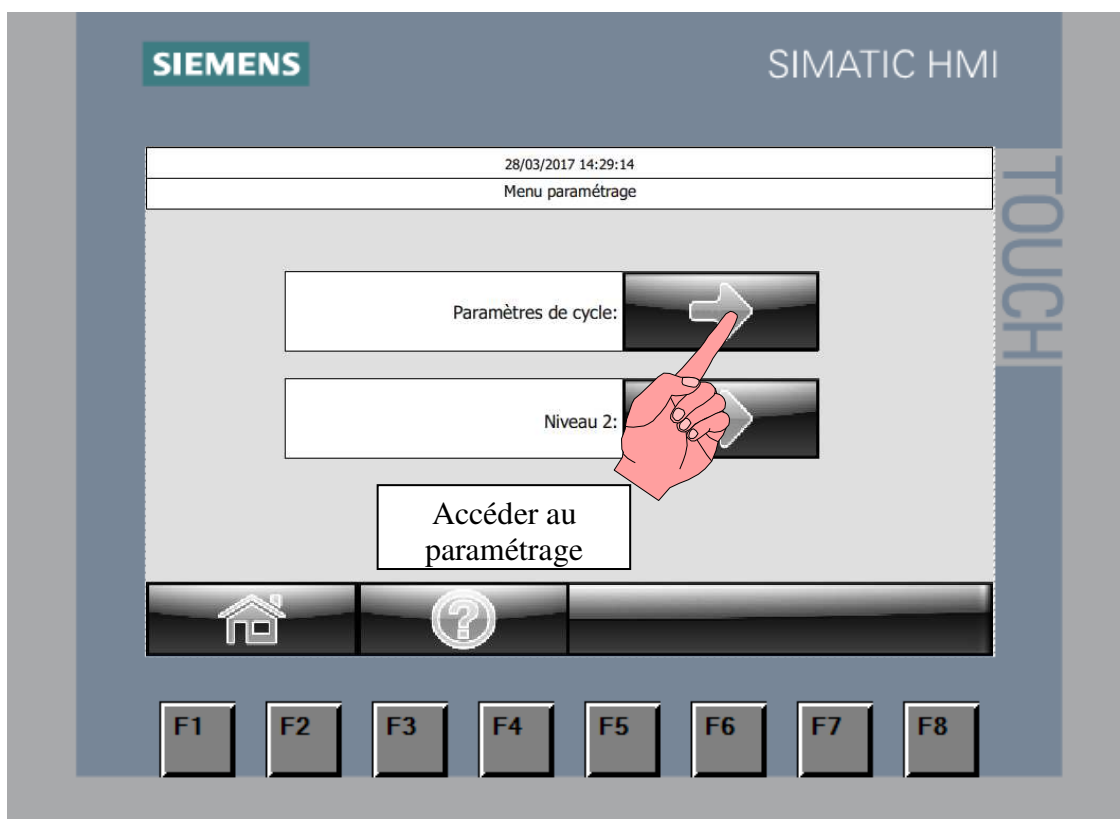 SIEMENS
SIMATIC HMI
TOUCH
28/03/2017 14:29:14
Menu paramétrage
Paramètres de cycle:
Niveau 2:
Accéder au
paramétrage
F1 F2 F3 F4 F5 F6 F7 F8